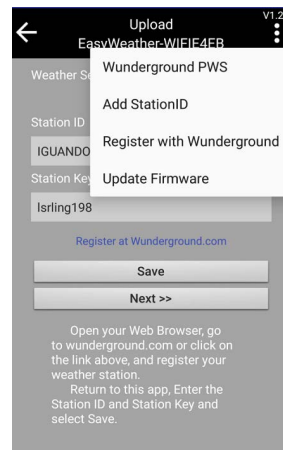 V1.2
Upload
EasyWeather-WIFIE4EB
Wunderground PWS
Add StationID
Register with Wunderground
Update Firmware
Weather Se
Station ID
IGUANDO
Station Key
lsrling198
Register at Wunderground.com
Save
Next >>
Open your Web Browser, go
to wunderground.com or click on
the link above, and register your
weather station.
Return to this app, Enter the
Station ID and Station Key and
select Save.